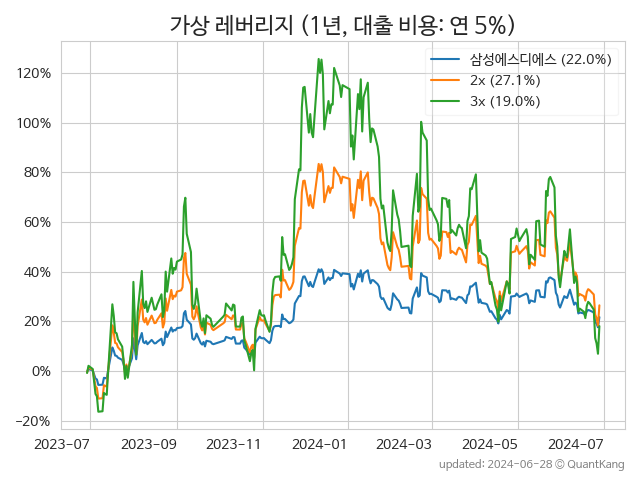 가상 레버리지 (1년, 대출 비용: 연 5%)
삼성에스디에스 (22.0%)
2x (27.1%)
3x (19.0%)
120%
100%
80%
60%
40%
20%
0%
−20%
2023-07 2023-09 2023-11 2024-01 2024-03 2024-05 2024-07
updated: 2024-06-28 © QuantKang